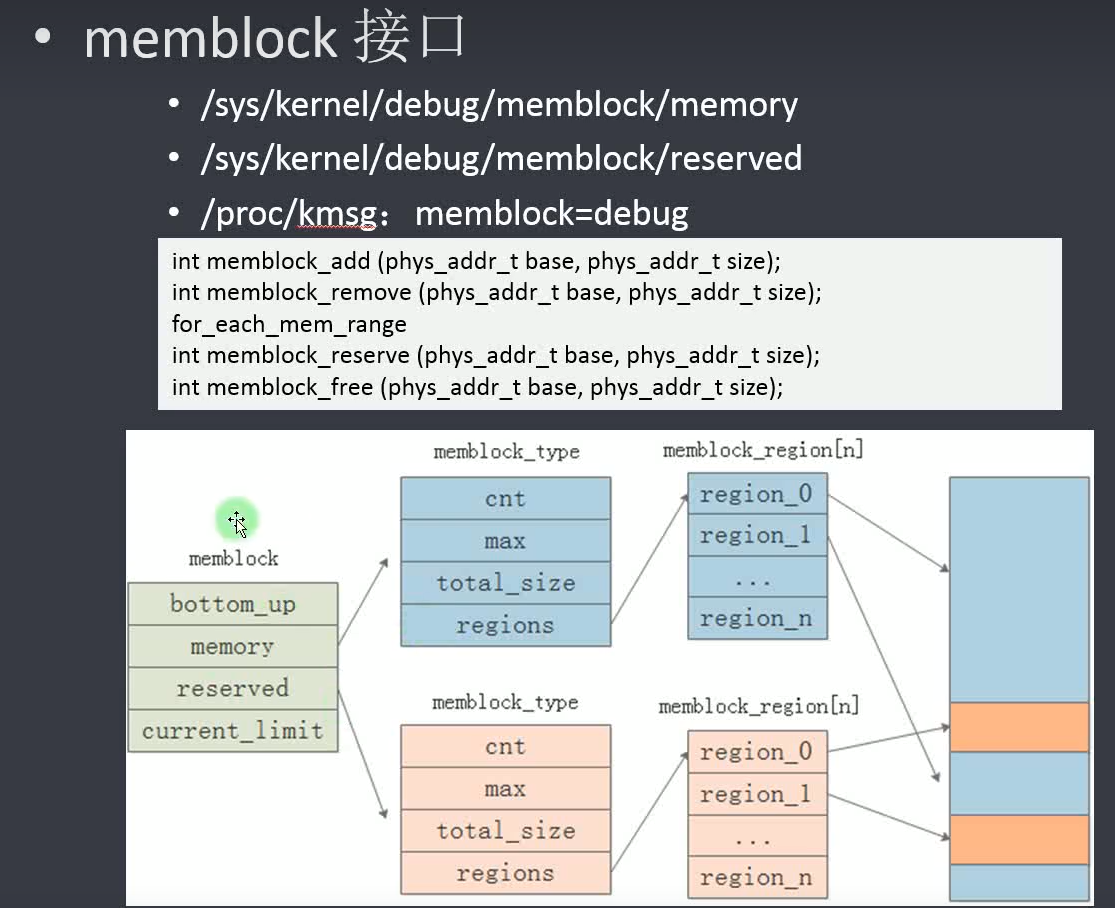 • memblock 接口
• /sys/kernel/debug/memblock/memory
• /sys/kernel/debug/memblock/reserved
• /proc/kmsg： memblock=debug
int memblock_add (phys_addr_t base, phys_addr_t size);
int memblock_remove (phys_addr_t base, phys_addr_t size);
for_each_mem_range
int memblock_reserve (phys_addr_t base, phys_addr_t size);
int memblock_free (phys_addr_t base, phys_addr_t size);
memblock
bottom_up
memory
reserved
current_limit
memblock_type
cnt
max
total_size
regions
memblock_region[n]
region_0
region_1
...
region_n
memblock_type
cnt
max
total_size
regions
memblock_region[n]
region_0
region_1
...
region_n